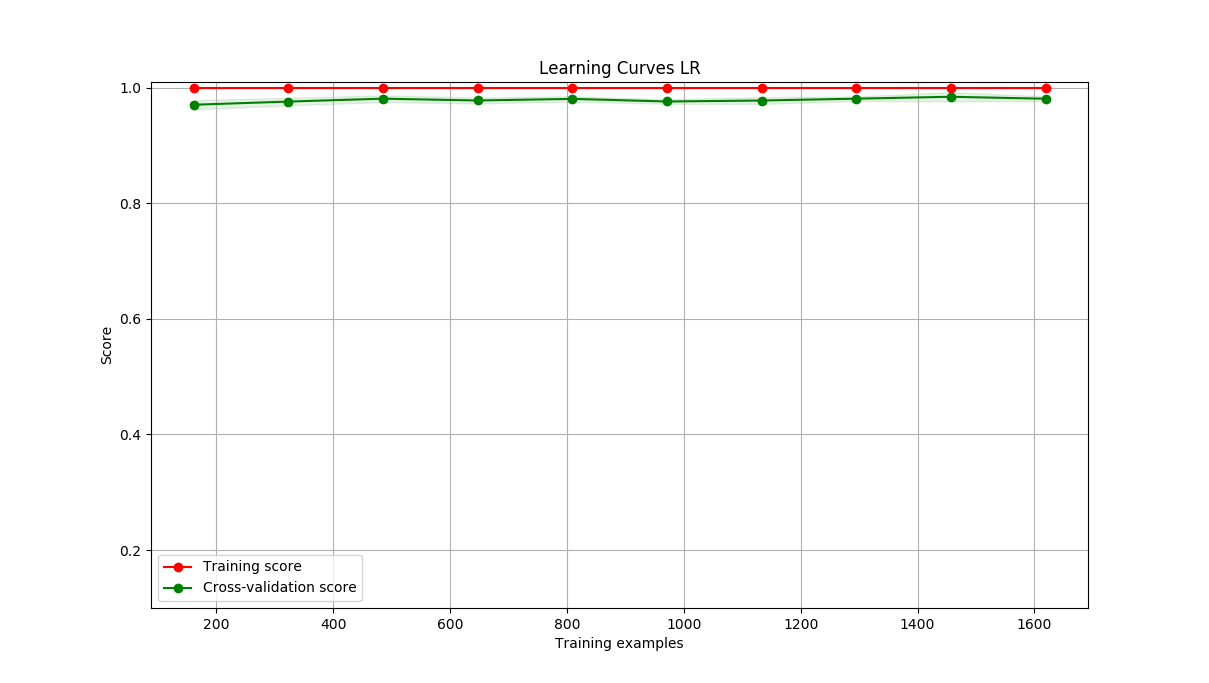 Learning Curves LR
1.0
0.8
0.6
0.4
0.2
Score
Training score
Cross-validation score
200 400 600 800 1000 1200 1400 1600
Training examples